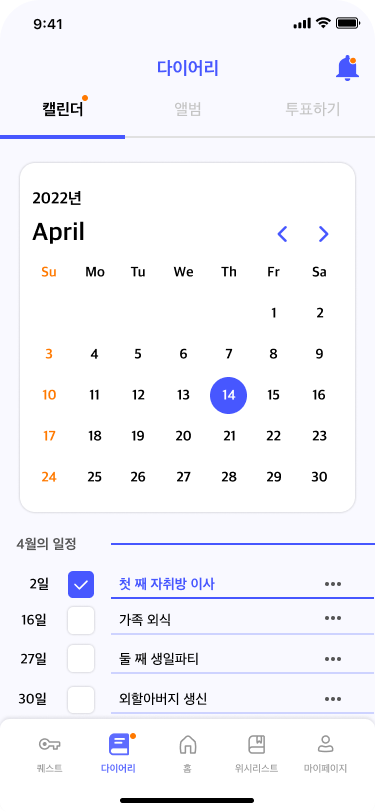 9:41
다이어리
캘린더 앨범 투표하기
2022년
April
Su Mo Tu We Th Fr Sa
1 2
3 4 5 6 7 8 9
10 11 12 13 14 15 16
17 18 19 20 21 22 23
24 25 26 27 28 29 30
4월의 일정
2일 첫 째 자취방 이사
16일 가족 외식
27일 둘 째 생일파티
30일 외할아버지 생신
퀘스트 다이어리 홈 위시리스트 마이페이지